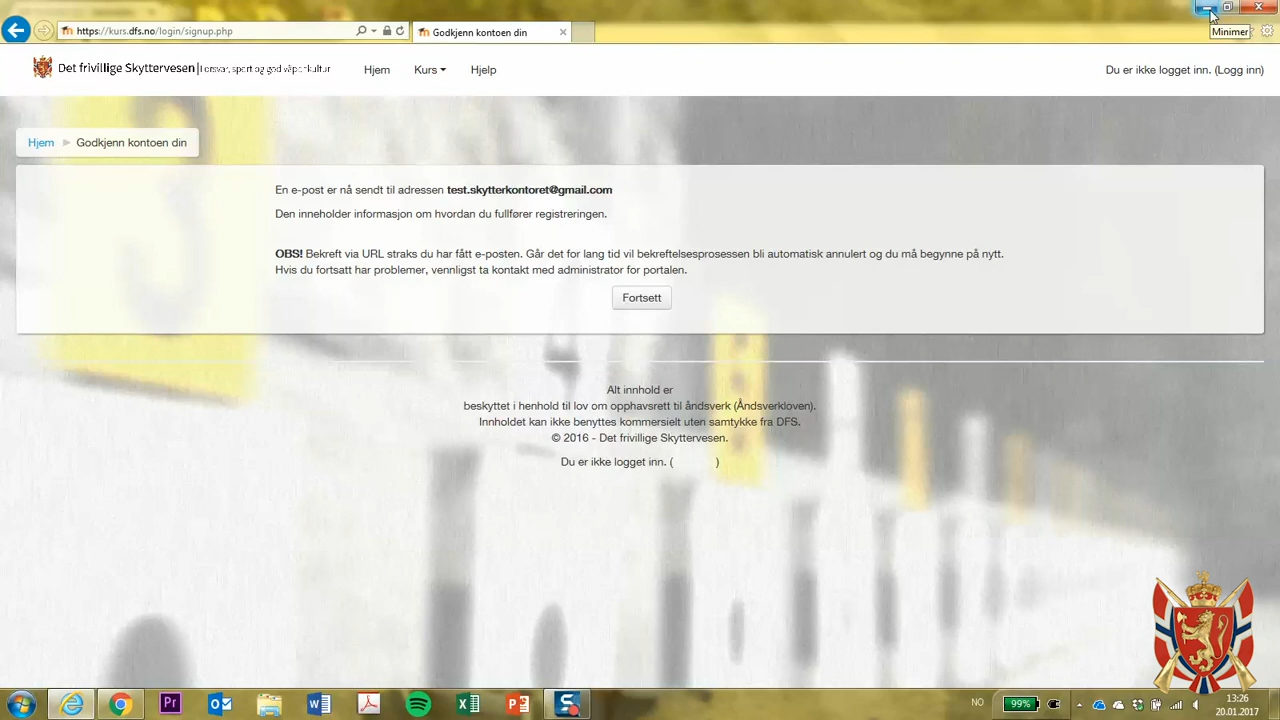 https://kurs.dfs.no/login/signup.php
Godkjenn kontoen din
Minimer
Det frivillige Skyttervesen
Hjem
Kurs
Hjelp
Du er ikke logget inn. (Logg inn)
Hjem
Godkjenn kontoen din
En e-post er nå sendt til adressen test.skytterkontoret@gmail.com
Den inneholder informasjon om hvordan du fullfører registreringen.
OBS! Bekreft via URL straks du har fått e-posten. Går det for lang tid vil bekreftelsesprosessen bli automatisk annulert og du må begynne på nytt.
Hvis du fortsatt har problemer, vennligst ta kontakt med administrator for portalen.
Fortsett
Alt innhold er
beskyttet i henhold til lov om opphavsrett til åndsverk (Åndsverkloven).
Innholdet kan ikke benyttes kommersielt uten samtykke fra DFS.
© 2016 - Det frivillige Skyttervesen.
Du er ikke logget inn. ( )
NO
99%
13:26
20.01.2017